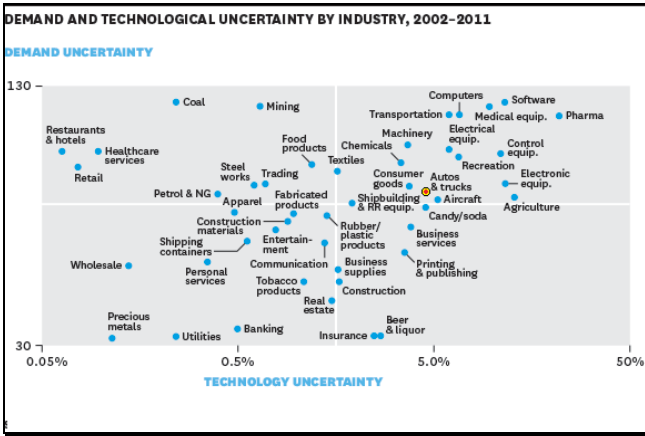 DEMAND AND TECHNOLOGICAL UNCERTAINTY BY INDUSTRY, 2002–2011
DEMAND UNCERTAINTY
130
Coal
Mining
Computers
Software
Transportation
Medical equip.
Pharma
Restaurants
& hotels
Healthcare
services
Retail
Food
products
Machinery
Chemicals
Electrical
equip.
Control
equip.
Steel
works
Trading
Textiles
Recreation
Consumer
goods
Autos
& trucks
Electronic
equip.
Petrol & NG
Fabricated
products
Shipbuilding
& RR equip.
Aircraft
Agriculture
Apparel
Candy/soda
Construction
materials
Rubber/
plastic
products
Business
services
Shipping
containers
Entertain-
ment
Wholesale
Personal
services
Communication
Business
supplies
Printing
& publishing
Tobacco
products
Construction
Real
estate
Precious
metals
Utilities
Banking
Insurance
Beer
& liquor
30
0.05%
0.5%
5.0%
50%
TECHNOLOGY UNCERTAINTY